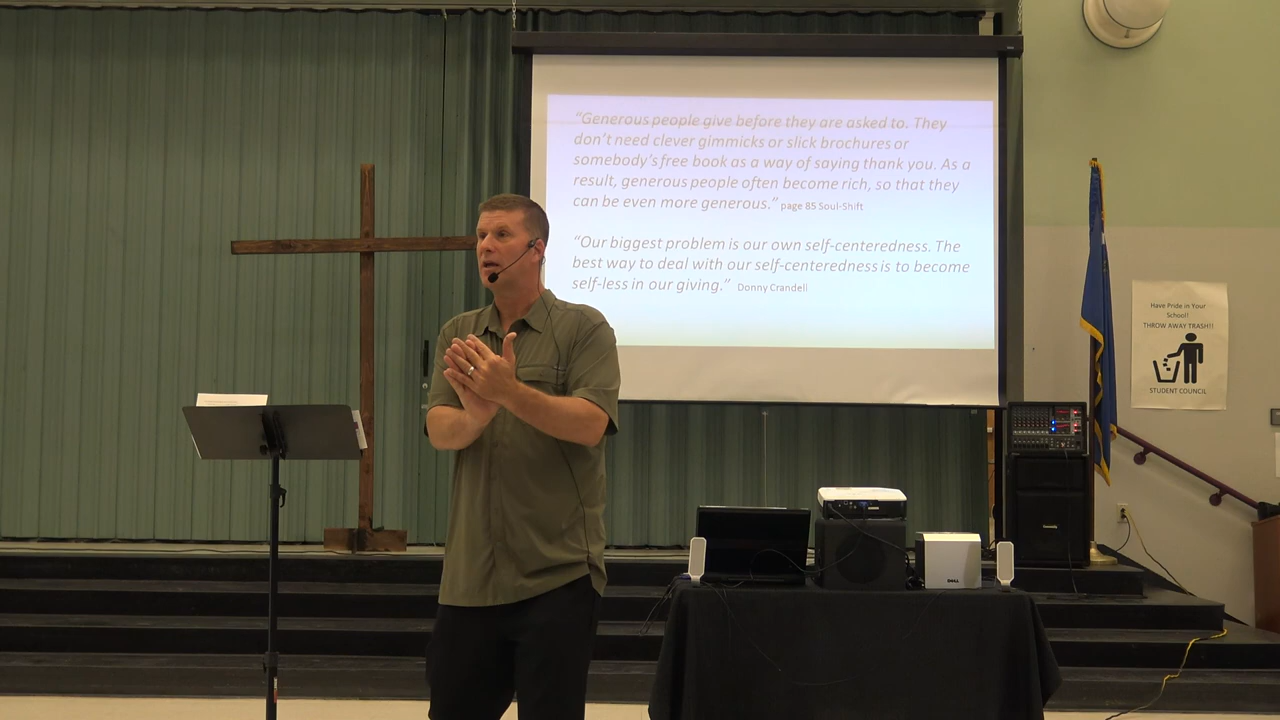 “Generous people give before they are asked to. They
don’t need clever gimmicks or slick brochures or
somebody’s free book as a way of saying thank you. As a
result, generous people often become rich, so that they
can be even more generous.” page 85 Soul-Shift
“Our biggest problem is our own self-centeredness. The
best way to deal with our self-centeredness is to become
self-less in our giving.” Donny Crandell
Have Pride in Your
School!
THROW AWAY TRASH!!
STUDENT COUNCIL
DELL